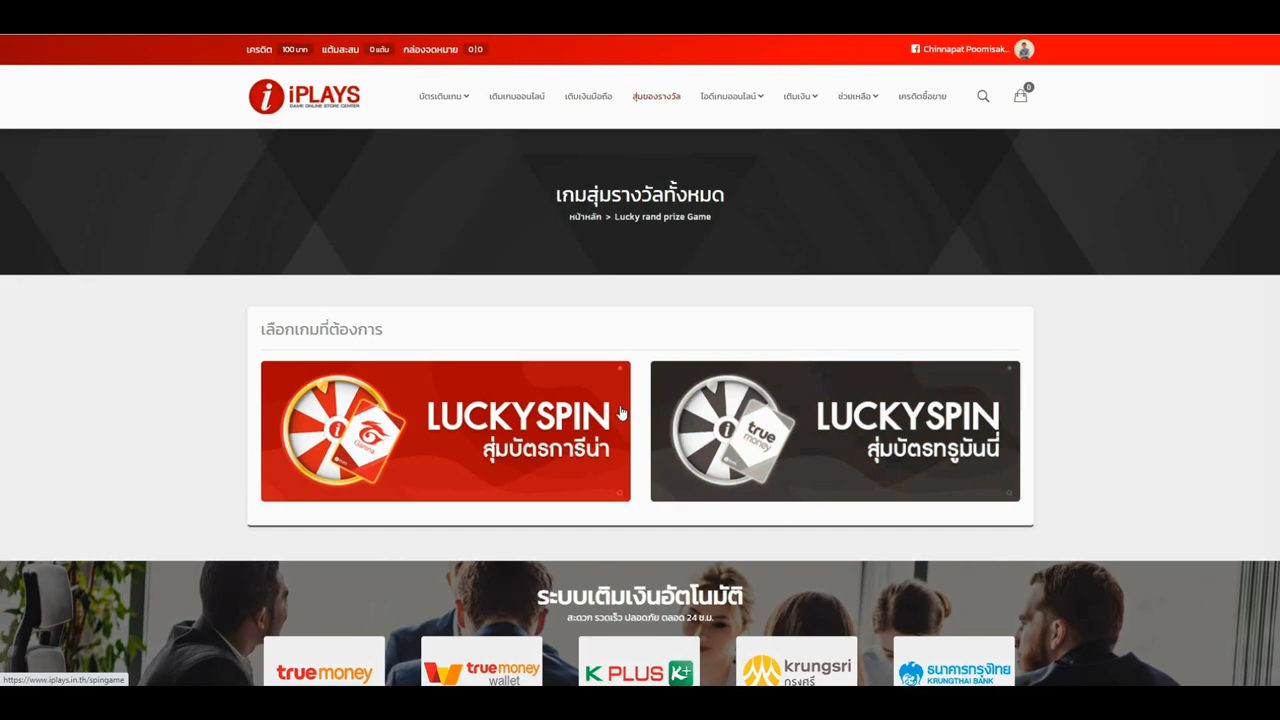 เครดิต 100 บาท แต้มสะสม 0 แต้ม กล่องจดหมาย 0|0 Chinnapat Poomisak..
i iPLAYS
GAME ONLINE STORE CENTER
บัตรเติมเกม เติมเกมออนไลน์ เติมเงินมือถือ สุ่มของรางวัล ไอดีเกมออนไลน์ เติมเงิน ช่วยเหลือ เครดิตซื้อขาย 0
เกมสุ่มรางวัลทั้งหมด
หน้าหลัก > Lucky rand prize Game
เลือกเกมที่ต้องการ
i Garena
LUCKYSPIN
สุ่มบัตรการีน่า
i true money
LUCKYSPIN
สุ่มบัตรทรูมันนี่
ระบบเติมเงินอัตโนมัติ
สะดวก รวดเร็ว ปลอดภัย ตลอด 24 ช.ม.
truemoney
truemoney
wallet
K PLUS K+
krungsri
กรุงศรี
ธนาคารกรุงไทย
KRUNGTHAI BANK
https://www.iplays.in.th/spingame